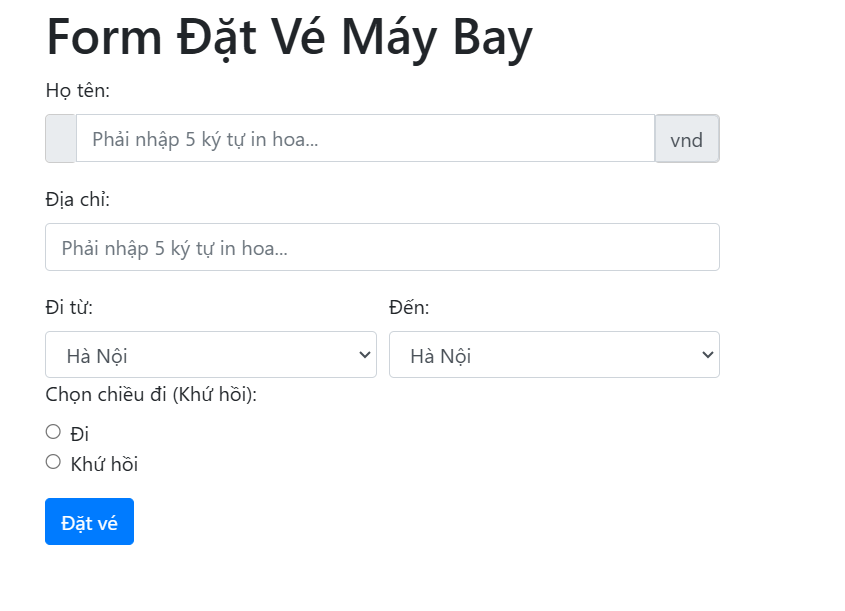 Form Đặt Vé Máy Bay
Họ tên:
Phải nhập 5 ký tự in hoa... vnd
Địa chỉ:
Phải nhập 5 ký tự in hoa...
Đi từ: Đến:
Hà Nội Hà Nội
Chọn chiều đi (Khứ hồi):
Đi
Khứ hồi
Đặt vé